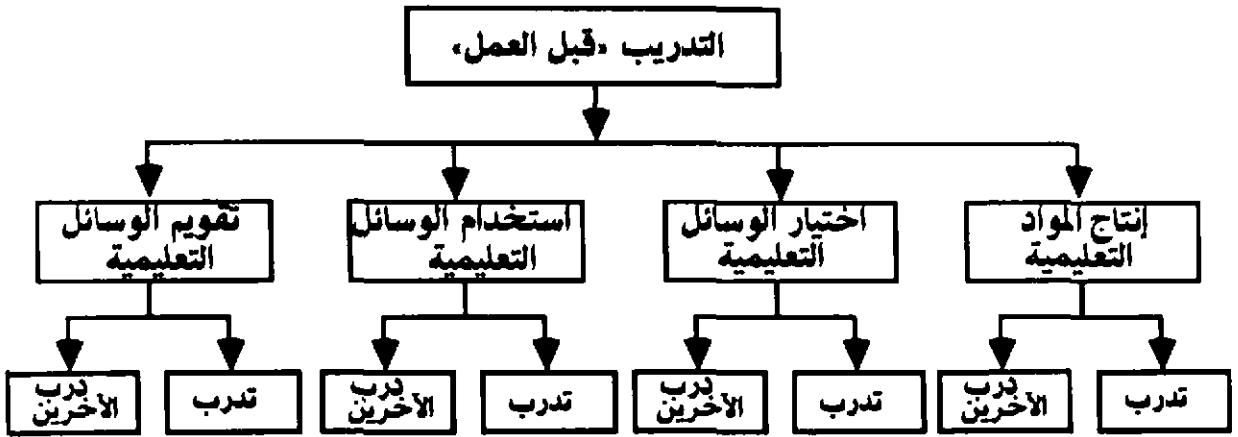 التدريب «قبل العمل»
إنتاج المواد
التعليمية
اختيار الوسائل
التعليمية
استخدام الوسائل
التعليمية
تقويم الوسائل
التعليمية
تدرب
درب
الآخرين
تدرب
درب
الآخرين
تدرب
درب
الآخرين
تدرب
درب
الآخرين